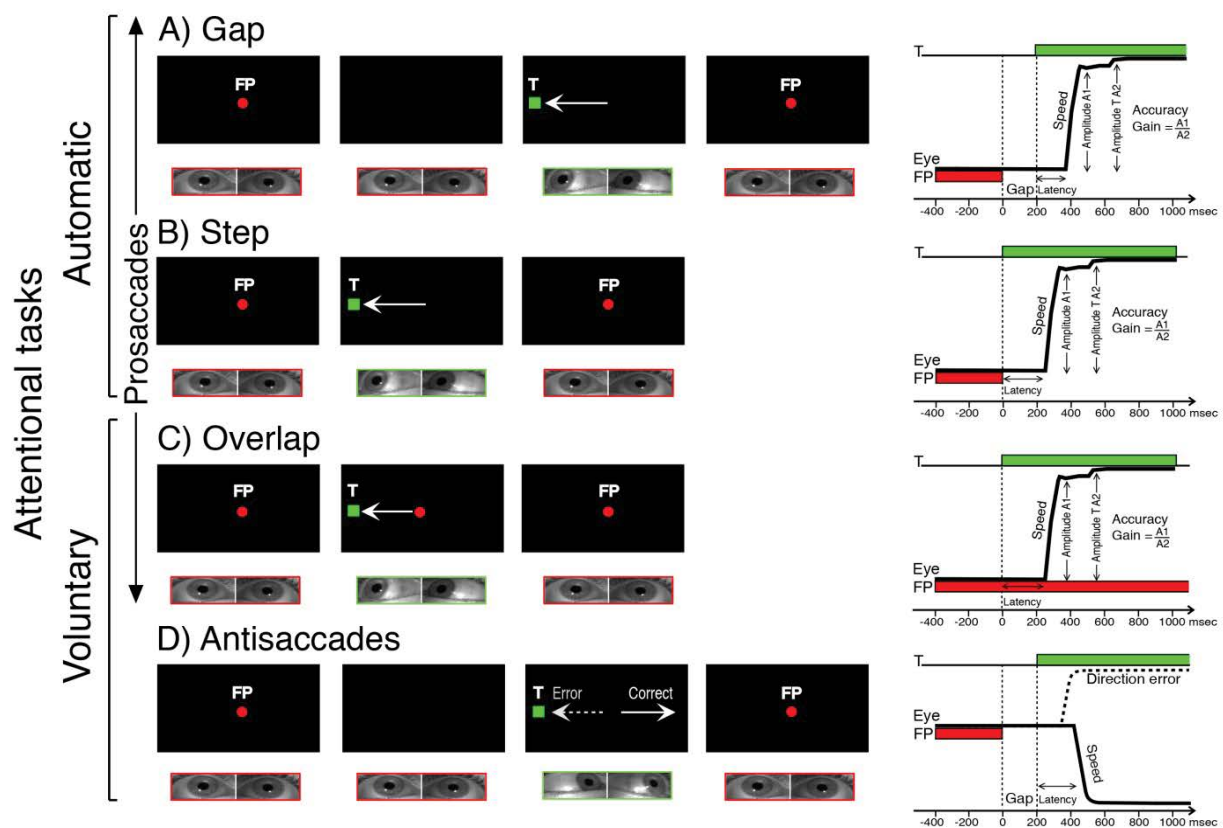 Attentional tasks
Automatic
Voluntary
Prosaccades
A) Gap
FP
T
FP
T
Eye
FP
Speed
Amplitude A1
Amplitude T A2
Accuracy
Gain = A1
A2
Gap
Latency
-400 -200 0 200 400 600 800 1000 msec
B) Step
FP
T
FP
T
Eye
FP
Speed
Amplitude A1
Amplitude T A2
Accuracy
Gain = A1
A2
Latency
-400 -200 0 200 400 600 800 1000 msec
C) Overlap
FP
T
FP
T
Eye
FP
Speed
Amplitude A1
Amplitude T A2
Accuracy
Gain = A1
A2
Latency
-400 -200 0 200 400 600 800 1000 msec
D) Antisaccades
FP
T Error Correct
FP
T
Direction error
Eye
FP
Speed
Gap
Latency
-400 -200 0 200 400 600 800 1000 msec